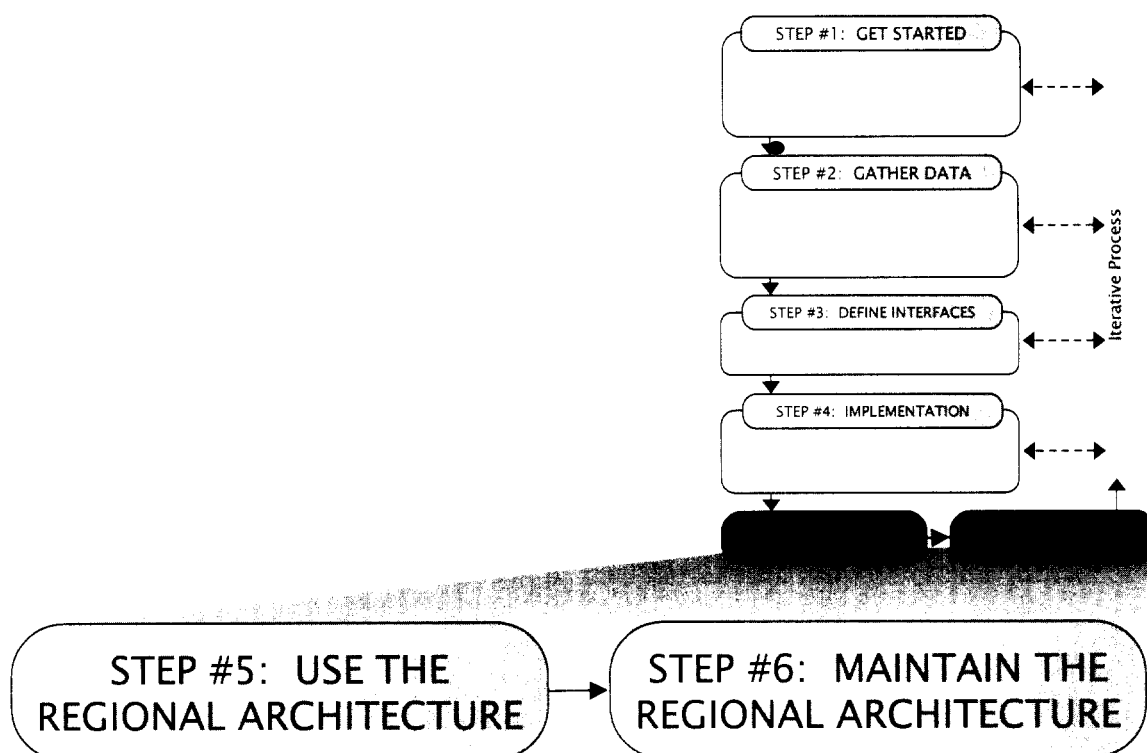 STEP #1: GET STARTED
STEP #2: GATHER DATA
STEP #3: DEFINE INTERFACES
STEP #4: IMPLEMENTATION
Iterative Process
STEP #5: USE THE
REGIONAL ARCHITECTURE
STEP #6: MAINTAIN THE
REGIONAL ARCHITECTURE